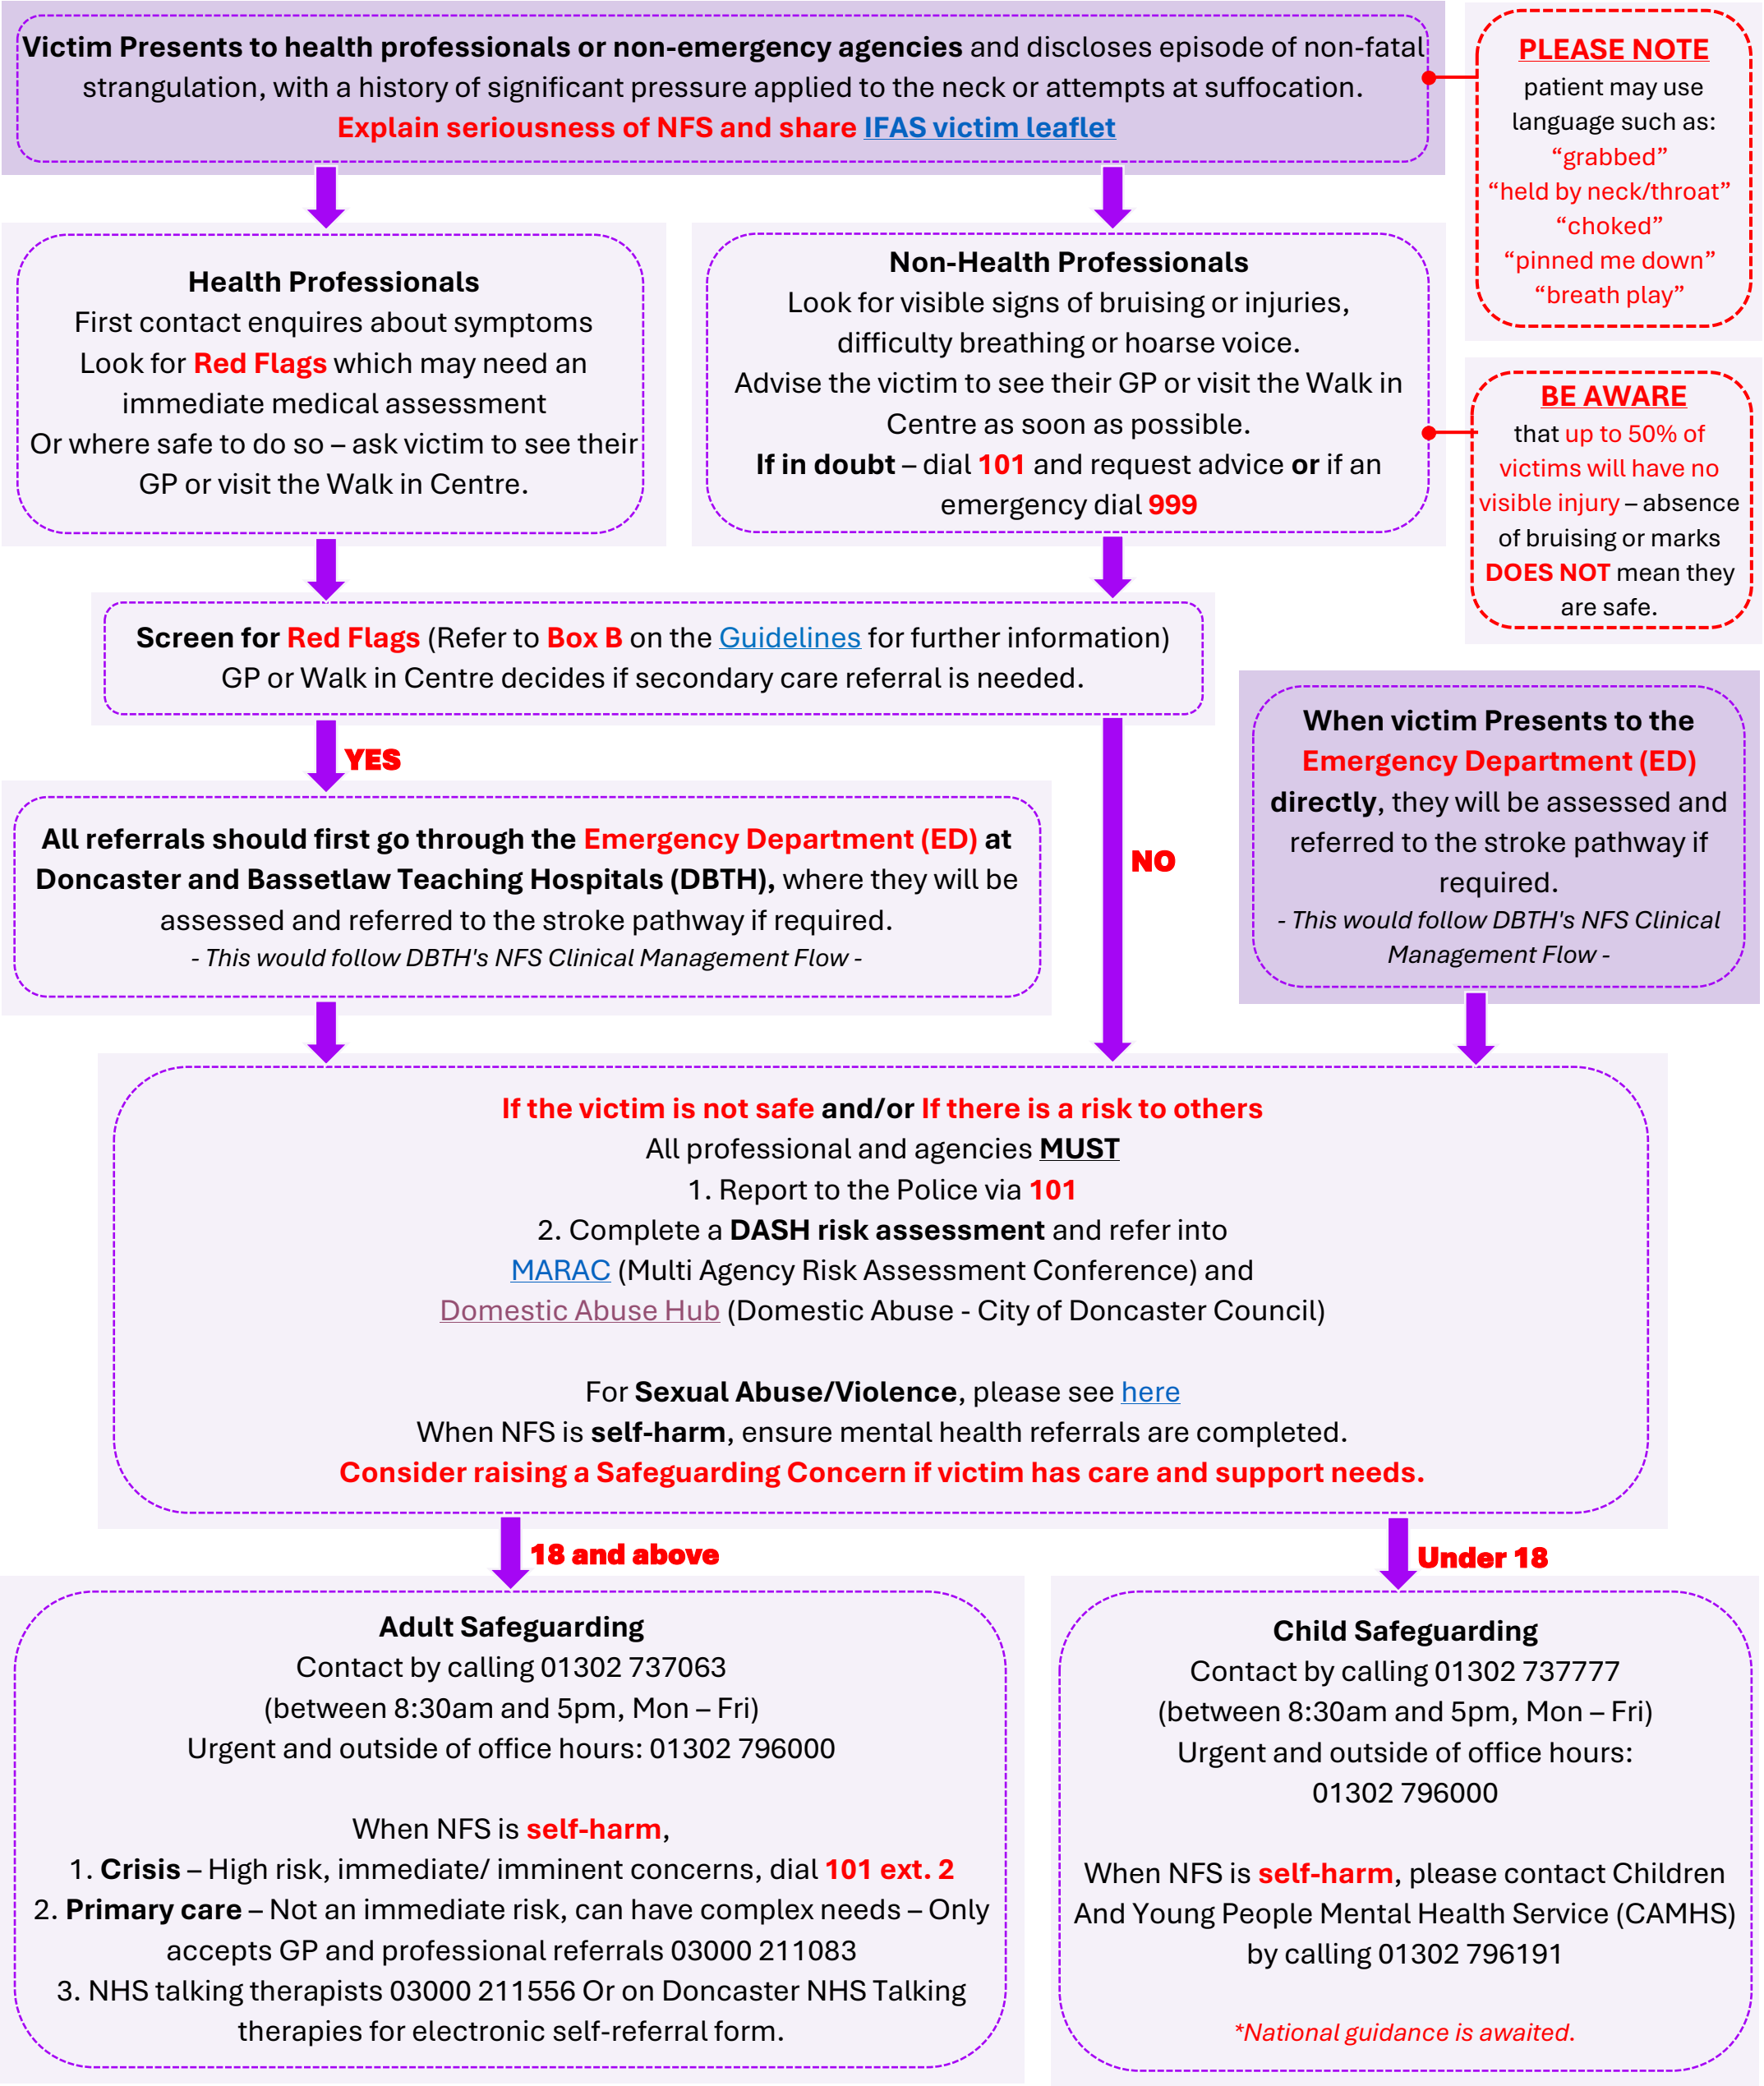 Victim Presents to health professionals or non-emergency agencies and discloses episode of non-fatal
strangulation, with a history of significant pressure applied to the neck or attempts at suffocation.
Explain seriousness of NFS and share IFAS victim leaflet
PLEASE NOTE
patient may use
language such as:
“grabbed”
“held by neck/throat”
“choked”
“pinned me down”
“breath play”
Health Professionals
First contact enquires about symptoms
Look for Red Flags which may need an
immediate medical assessment
Or where safe to do so – ask victim to see their
GP or visit the Walk in Centre.
Non-Health Professionals
Look for visible signs of bruising or injuries,
difficulty breathing or hoarse voice.
Advise the victim to see their GP or visit the Walk in
Centre as soon as possible.
If in doubt – dial 101 and request advice or if an
emergency dial 999
BE AWARE
that up to 50% of
victims will have no
visible injury – absence
of bruising or marks
DOES NOT mean they
are safe.
Screen for Red Flags (Refer to Box B on the Guidelines for further information)
GP or Walk in Centre decides if secondary care referral is needed.
YES
NO
All referrals should first go through the Emergency Department (ED) at
Doncaster and Bassetlaw Teaching Hospitals (DBTH), where they will be
assessed and referred to the stroke pathway if required.
- This would follow DBTH's NFS Clinical Management Flow -
When victim Presents to the
Emergency Department (ED)
directly, they will be assessed and
referred to the stroke pathway if
required.
- This would follow DBTH's NFS Clinical
Management Flow -
If the victim is not safe and/or If there is a risk to others
All professional and agencies MUST
1. Report to the Police via 101
2. Complete a DASH risk assessment and refer into
MARAC (Multi Agency Risk Assessment Conference) and
Domestic Abuse Hub (Domestic Abuse - City of Doncaster Council)
For Sexual Abuse/Violence, please see here
When NFS is self-harm, ensure mental health referrals are completed.
Consider raising a Safeguarding Concern if victim has care and support needs.
18 and above
Under 18
Adult Safeguarding
Contact by calling 01302 737063
(between 8:30am and 5pm, Mon – Fri)
Urgent and outside of office hours: 01302 796000
When NFS is self-harm,
1. Crisis – High risk, immediate/ imminent concerns, dial 101 ext. 2
2. Primary care – Not an immediate risk, can have complex needs – Only
accepts GP and professional referrals 03000 211083
3. NHS talking therapists 03000 211556 Or on Doncaster NHS Talking
therapies for electronic self-referral form.
Child Safeguarding
Contact by calling 01302 737777
(between 8:30am and 5pm, Mon – Fri)
Urgent and outside of office hours:
01302 796000
When NFS is self-harm, please contact Children
And Young People Mental Health Service (CAMHS)
by calling 01302 796191
*National guidance is awaited.